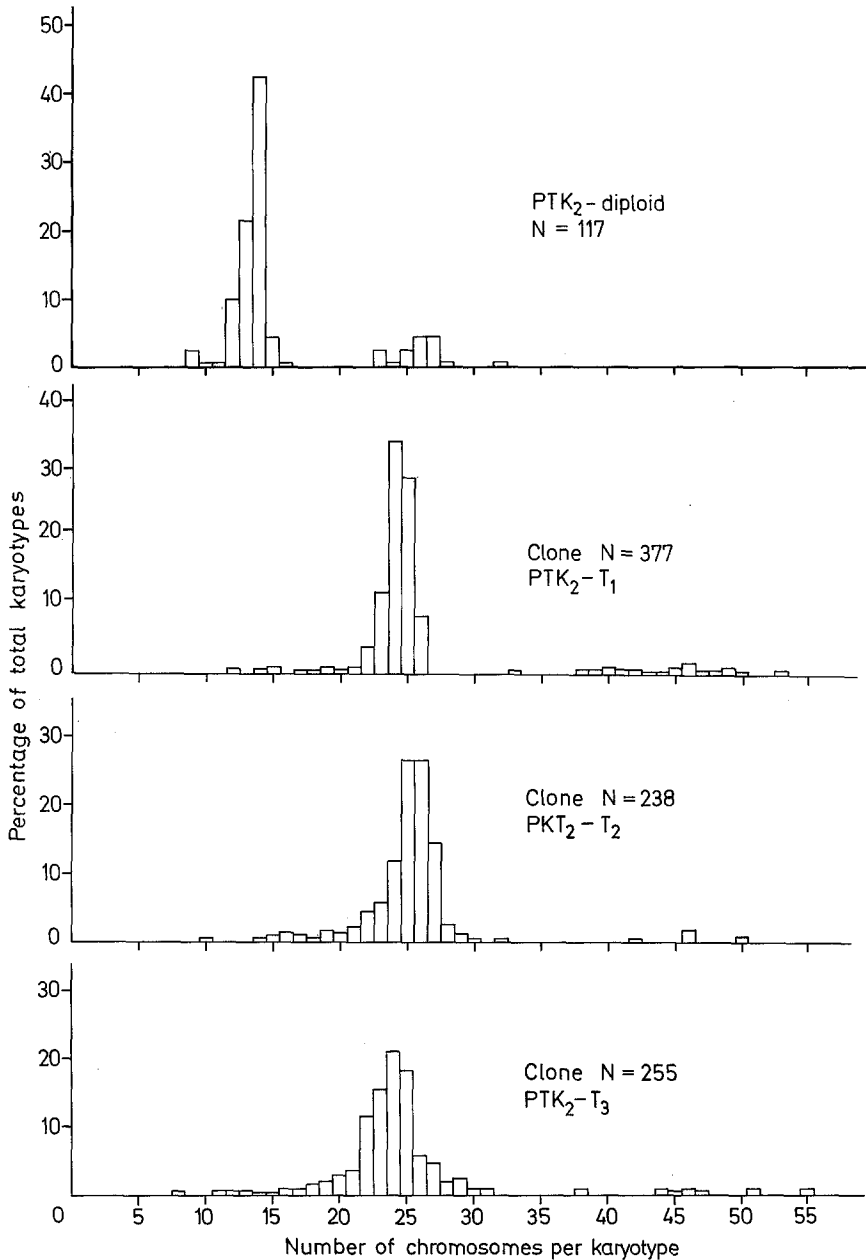 Percentage of total karyotypes
50
40
30
20
10
0
PTK₂ – diploid
N = 117
40
30
20
10
0
Clone N = 377
PTK₂ – T₁
30
20
10
0
Clone N = 238
PKT₂ – T₂
30
20
10
0 5 10 15 20 25 30 35 40 45 50 55
Clone N = 255
PTK₂ – T₃
Number of chromosomes per karyotype